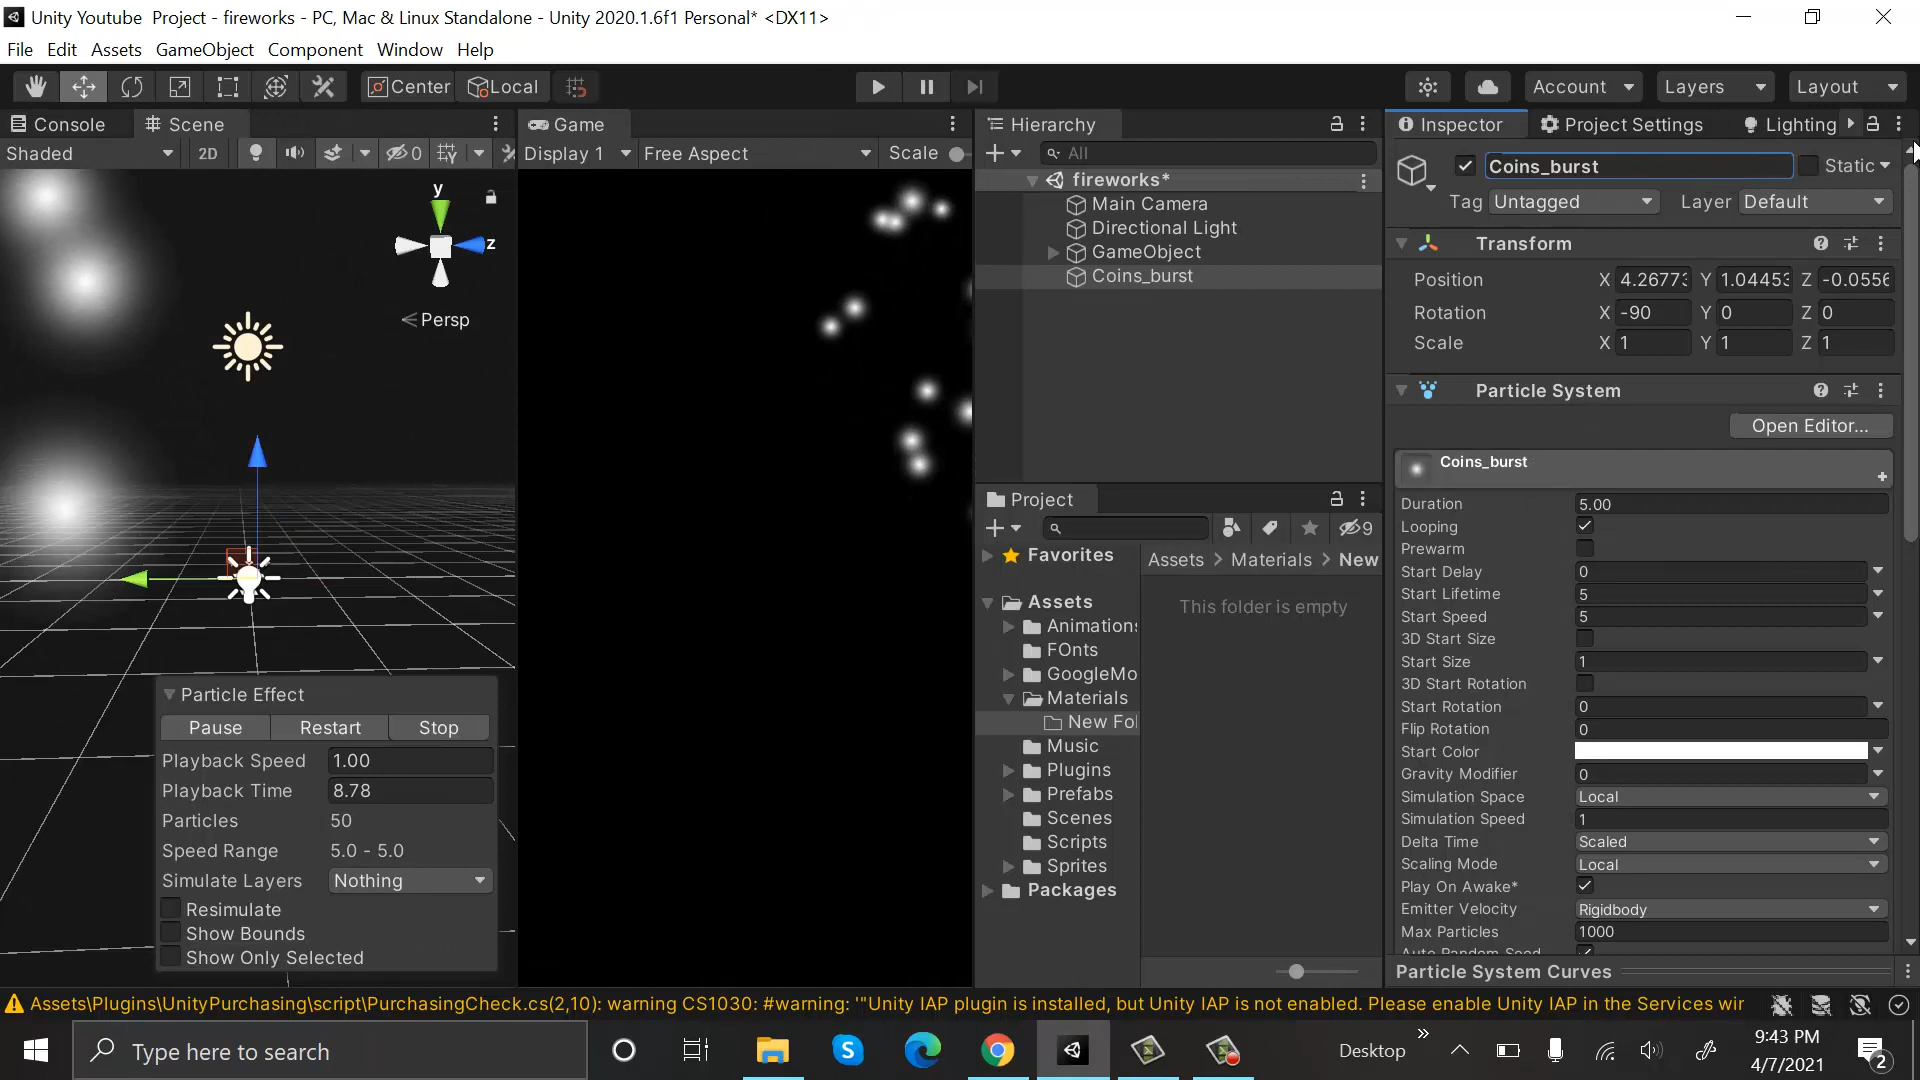 Unity Youtube  Project - fireworks - PC, Mac & Linux Standalone - Unity 2020.1.6f1 Personal* <DX11>
File Edit Assets GameObject Component Window Help
Center Local Account Layers Layout
Console Scene Game Hierarchy Inspector Project Settings Lighting
Shaded 2D 0 Display 1 Free Aspect Scale All
Coins_burst Static
Tag Untagged Layer Default
fireworks*
Main Camera
Directional Light
GameObject
Coins_burst
y
z
Persp
Transform
Position X 4.26773 Y 1.04453 Z -0.0556
Rotation X -90 Y 0 Z 0
Scale X 1 Y 1 Z 1
Particle System
Open Editor...
Coins_burst
Duration 5.00
Looping
Prewarm
Start Delay 0
Start Lifetime 5
Start Speed 5
3D Start Size
Start Size 1
3D Start Rotation
Start Rotation 0
Flip Rotation 0
Start Color
Gravity Modifier 0
Simulation Space Local
Simulation Speed 1
Delta Time Scaled
Scaling Mode Local
Play On Awake*
Emitter Velocity Rigidbody
Max Particles 1000
Auto Random Seed
Particle System Curves
Project
9
Favorites
Assets > Materials > New
This folder is empty
Assets
Animation:
FOnts
GoogleMo
Materials
New Fol
Music
Plugins
Prefabs
Scenes
Scripts
Sprites
Packages
Particle Effect
Pause Restart Stop
Playback Speed 1.00
Playback Time 8.78
Particles 50
Speed Range 5.0 - 5.0
Simulate Layers Nothing
Resimulate
Show Bounds
Show Only Selected
Assets\Plugins\UnityPurchasing\script\PurchasingCheck.cs(2,10): warning CS1030: #warning: '"Unity IAP plugin is installed, but Unity IAP is not enabled. Please enable Unity IAP in the Services wir
Type here to search
Desktop
9:43 PM
4/7/2021
2